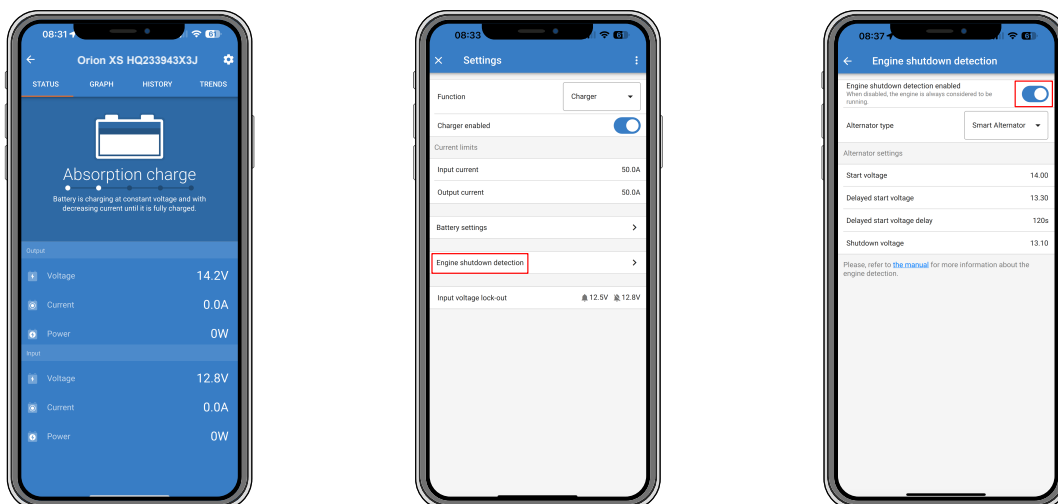 08:31
61
Orion XS HQ233943X3J
STATUS GRAPH HISTORY TRENDS
Absorption charge
Battery is charging at constant voltage and with
decreasing current until it is fully charged.
Output
Voltage 14.2V
Current 0.0A
Power 0W
Input
Voltage 12.8V
Current 0.0A
Power 0W
08:33
61
Settings
Function Charger
Charger enabled
Current limits
Input current 50.0A
Output current 50.0A
Battery settings
Engine shutdown detection
Input voltage lock-out 12.5V 12.8V
08:37
61
Engine shutdown detection
Engine shutdown detection enabled
When disabled, the engine is always considered to be
running.
Alternator type Smart Alternator
Alternator settings
Start voltage 14.00
Delayed start voltage 13.30
Delayed start voltage delay 120s
Shutdown voltage 13.10
Please, refer to the manual for more information about the
engine detection.